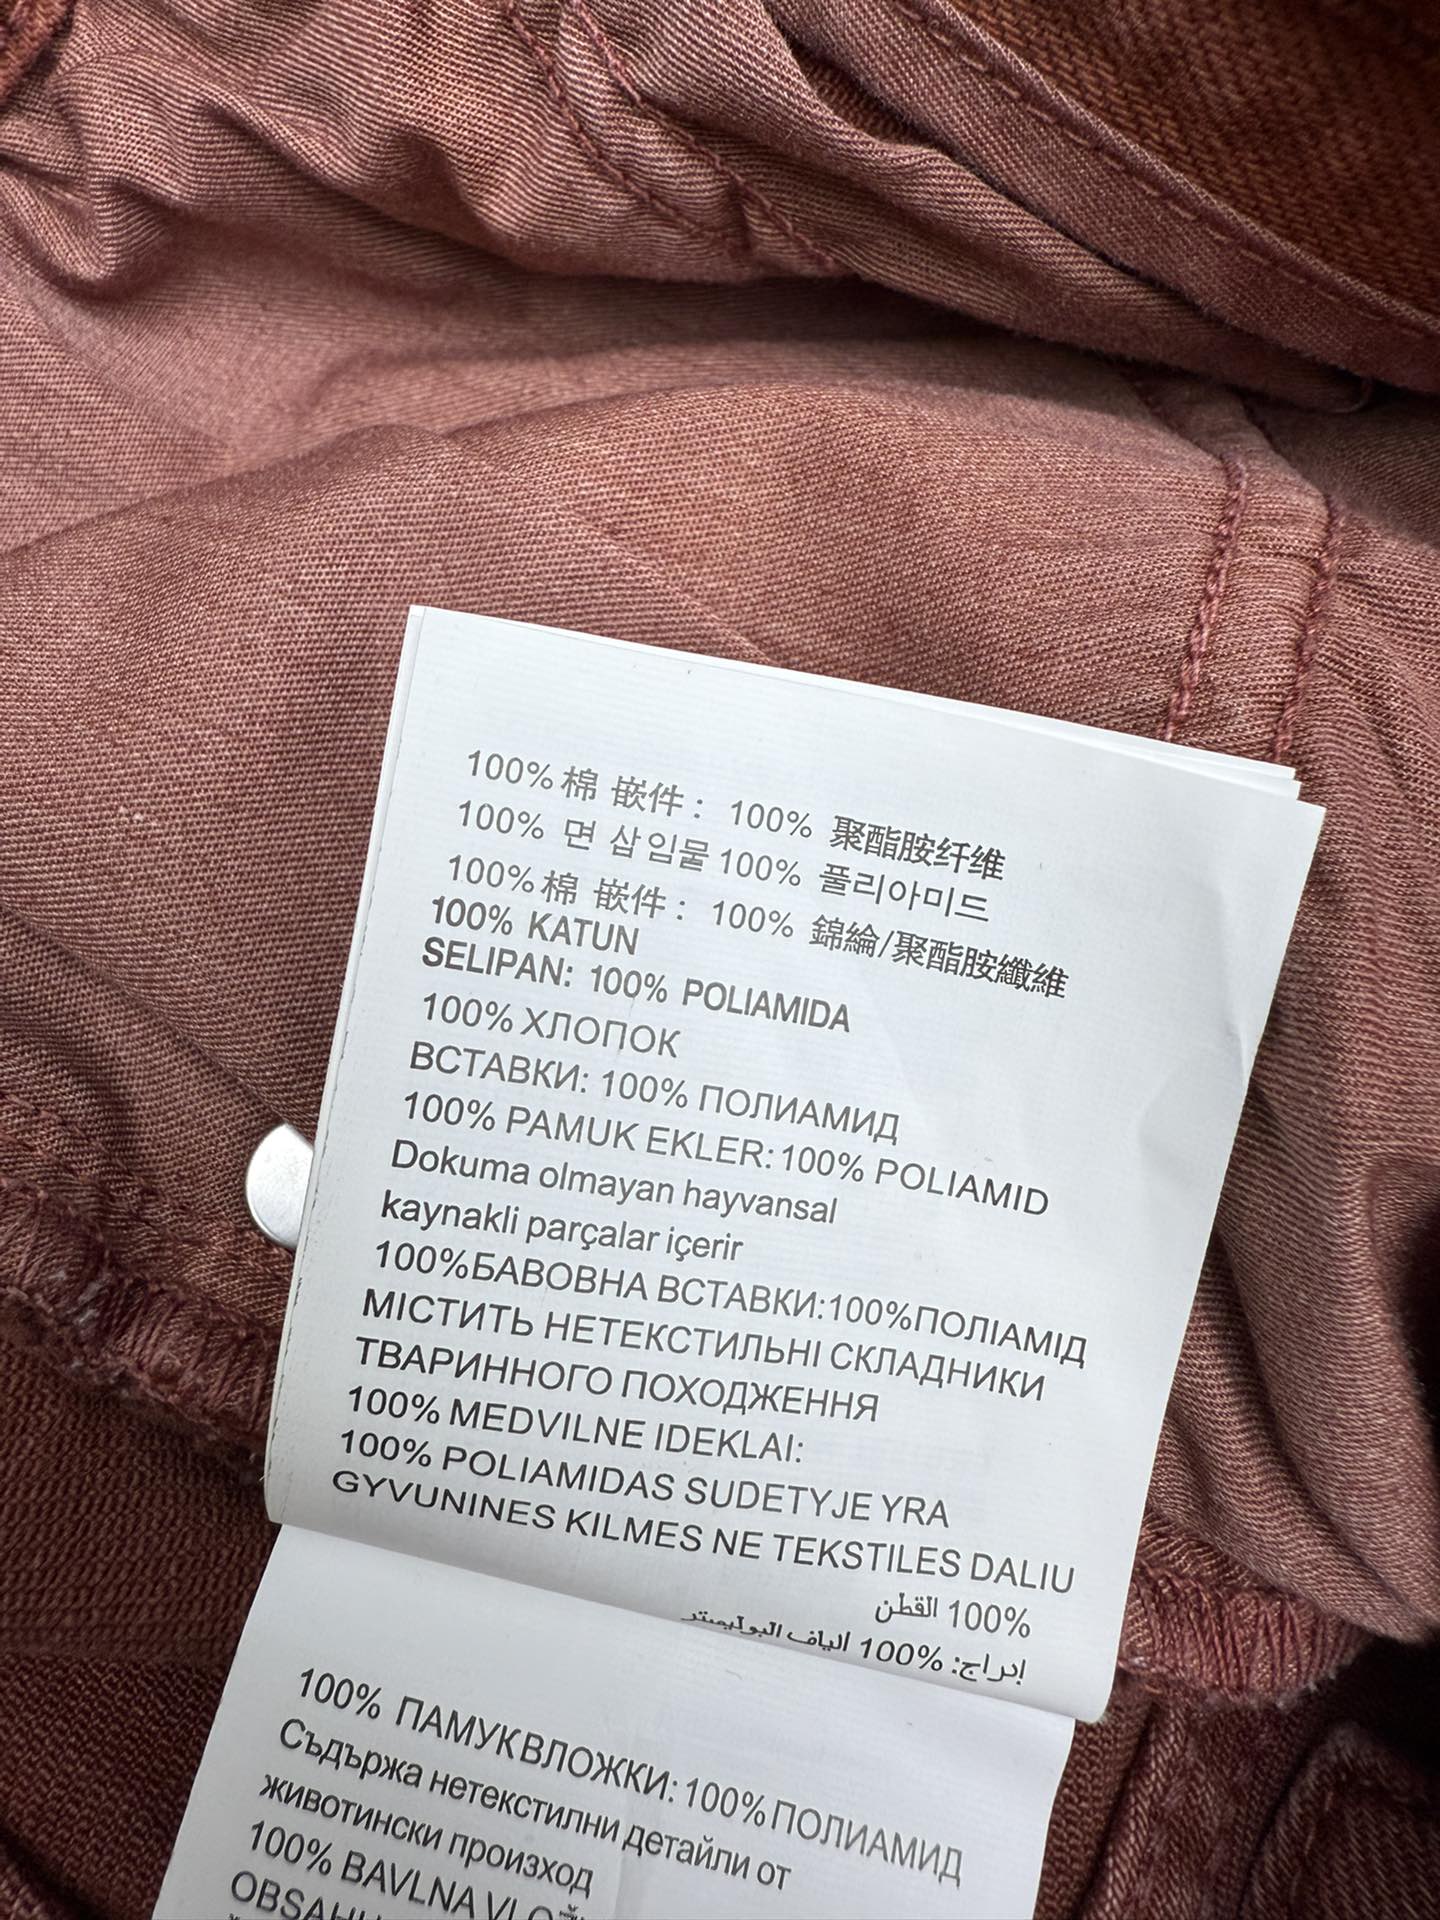 100% 棉 嵌件： 100% 聚酯胺纤维
100% 면 삽입물 100% 폴리아미드
100% 棉 嵌件： 100% 錦綸/聚酯胺纖維
100% KATUN
SELIPAN: 100% POLIAMIDA
100% ХЛОПОК
ВСТАВКИ: 100% ПОЛИАМИД
100% PAMUK EKLER: 100% POLIAMID
Dokuma olmayan hayvansal
kaynakli parçalar içerir
100%БАВОВНА ВСТАВКИ:100%ПОЛІАМІД
МІСТИТЬ НЕТЕКСТИЛЬНІ СКЛАДНИКИ
ТВАРИННОГО ПОХОДЖЕННЯ
100% MEDVILNE IDEKLAI:
100% POLIAMIDAS SUDETYJE YRA
GYVUNINES KILMES NE TEKSTILES DALIU
100% القطن
إدراج: 100% ألياف البوليمتر
100% ПАМУК ВЛОЖКИ: 100% ПОЛИАМИД
Съдържа нетекстилни детайли от
животински произход
100% BAVLNA